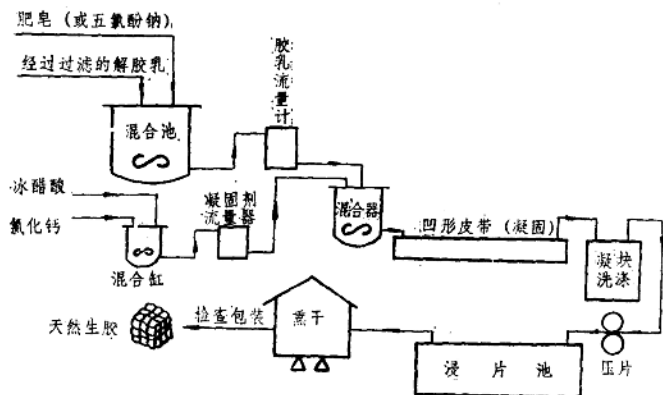 肥皂（或五氯酚钠）
经过过滤的解胶乳
混合池
胶乳流量计
冰醋酸
氯化钙
混合缸
凝固剂
流量器
混合器
凹形皮带（凝固）
凝块
洗涤
压片
浸片池
熏干
检查包装
天然生胶